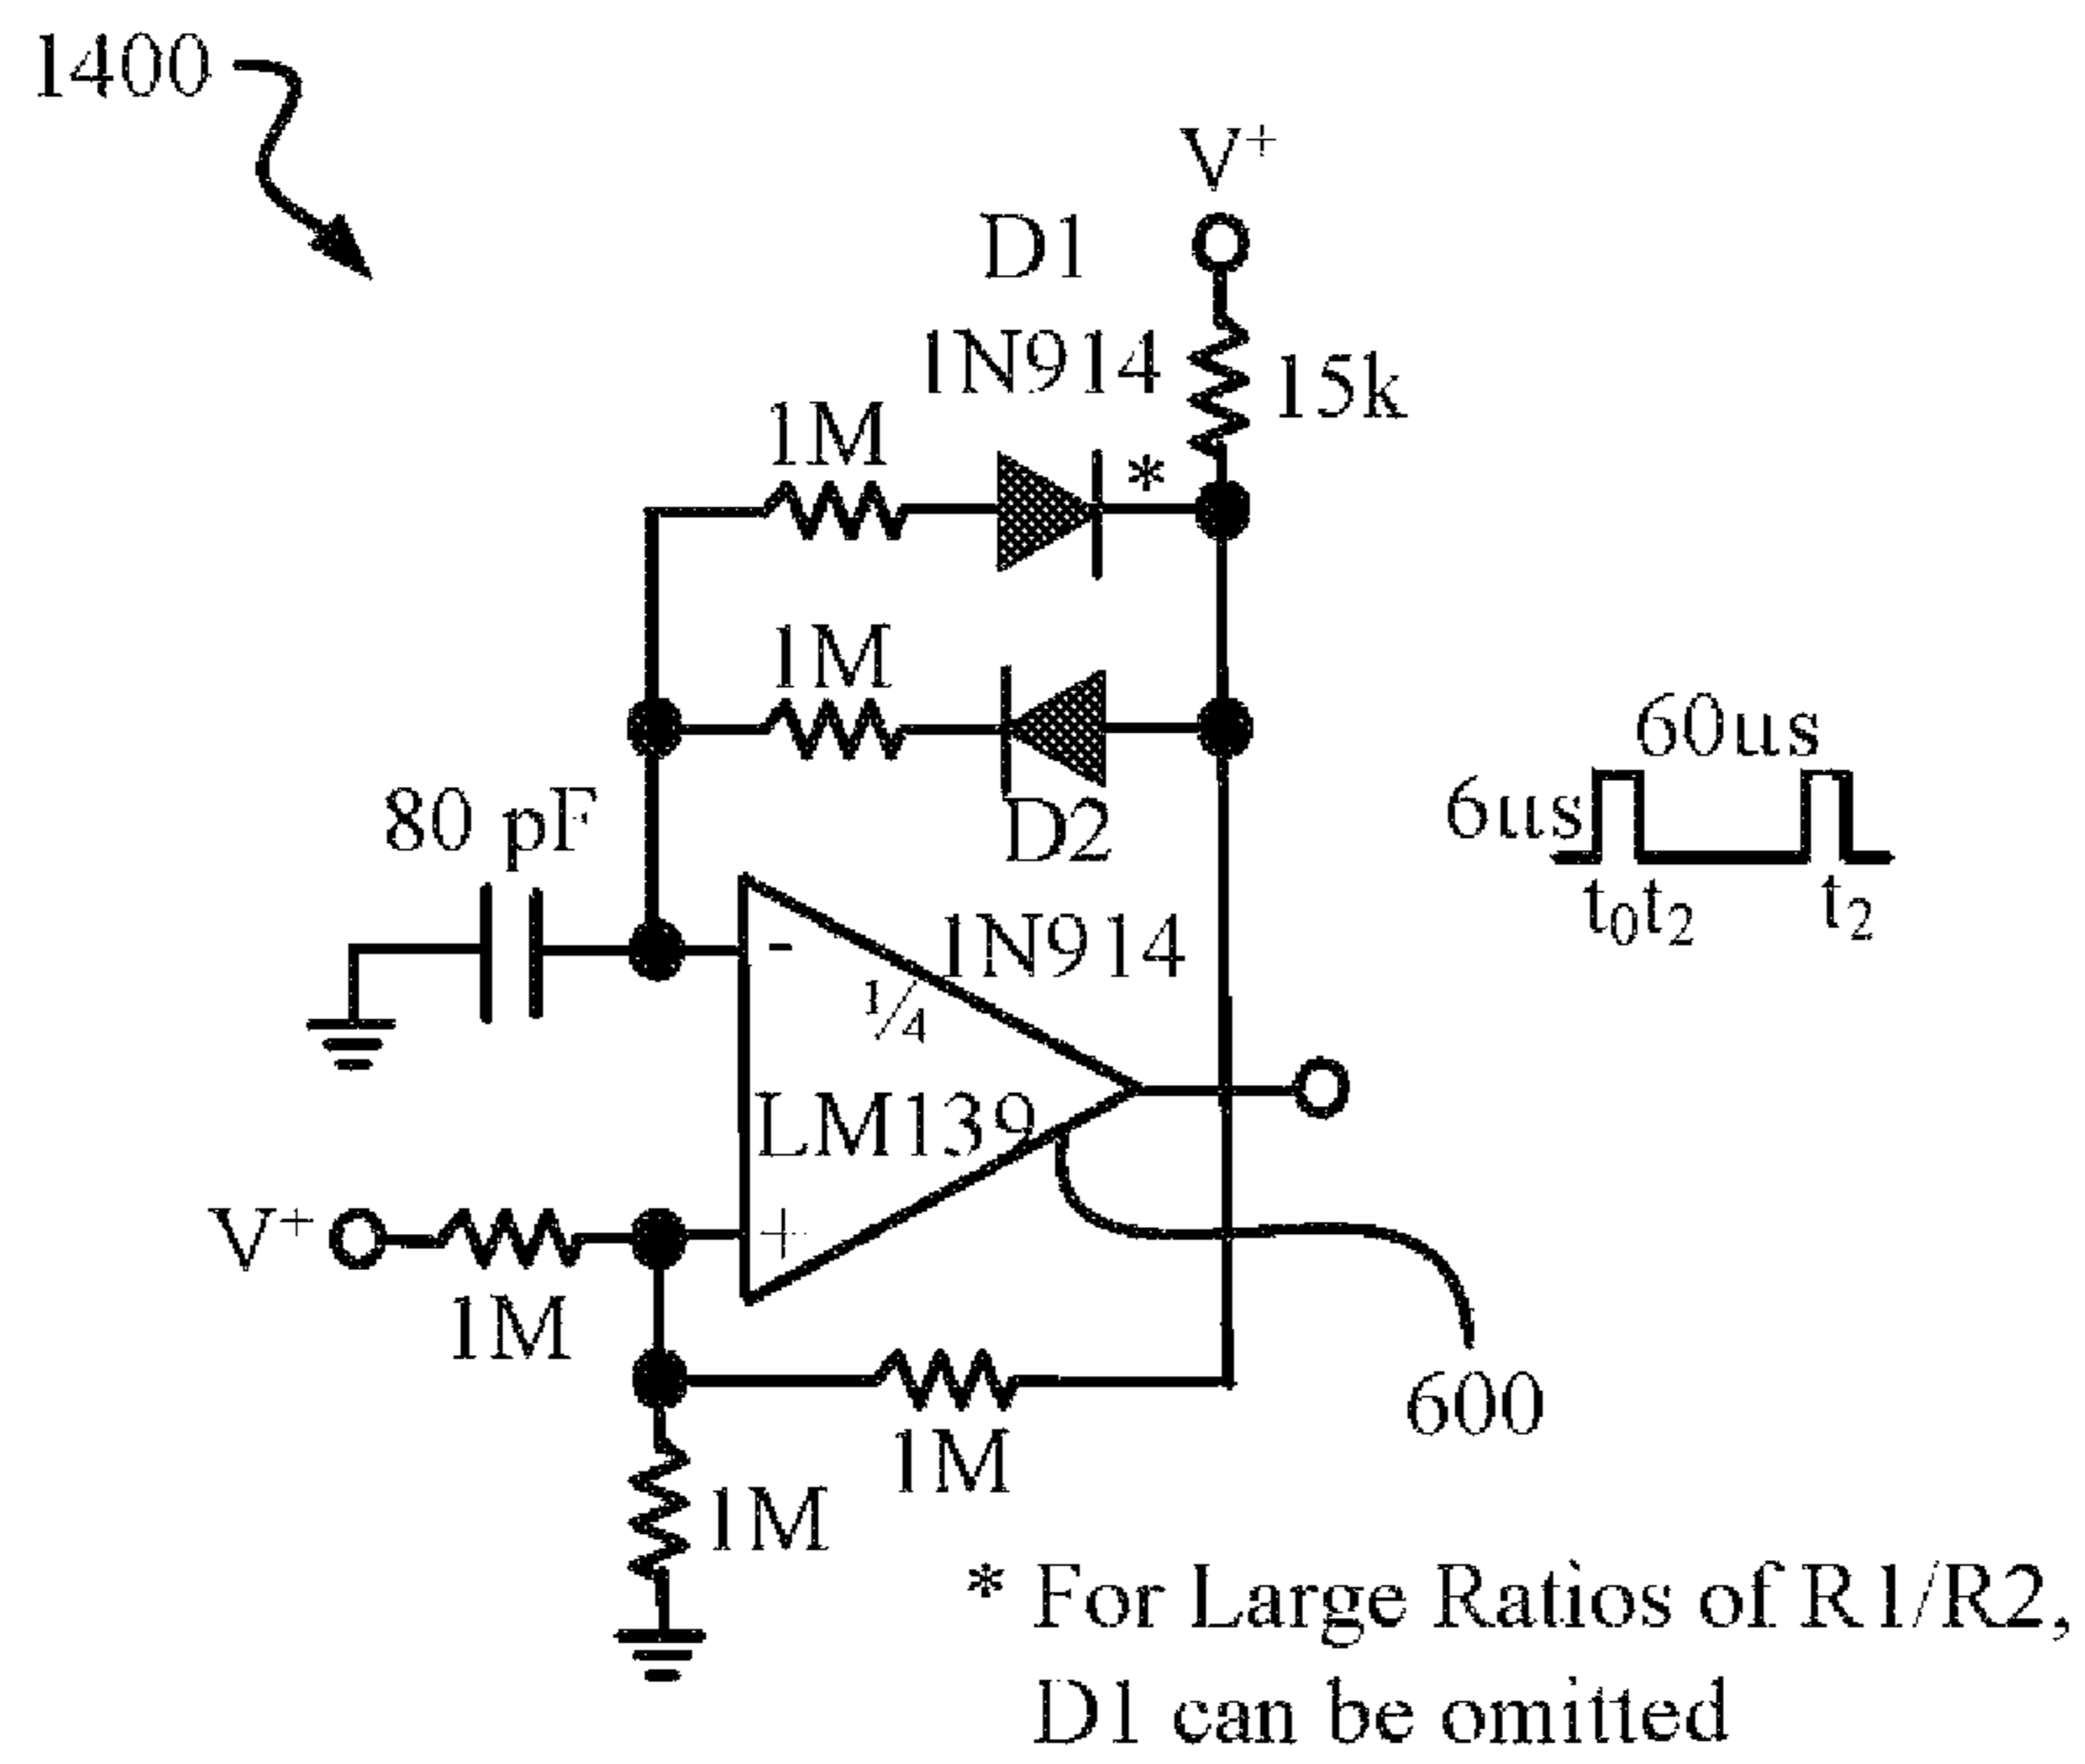 1400
V+
D1
1N914
15k
1M
*
1M
60us
6us
D2
80 pF
t0t2
t2
1N914
-
1/4
LM139
V+
+
1M
600
1M
1M
* For Large Ratios of R1/R2,
D1 can be omitted